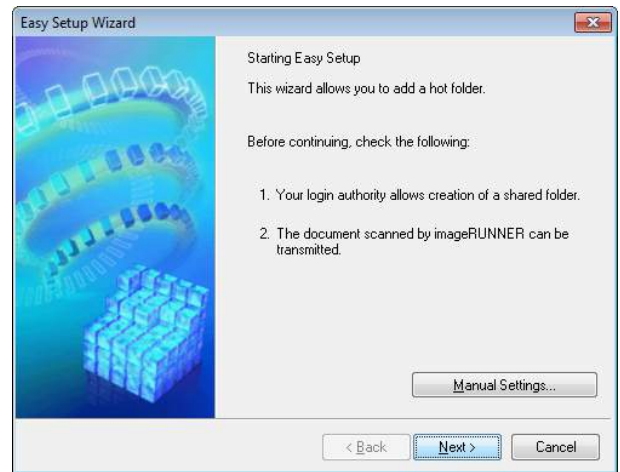 Easy Setup Wizard
Starting Easy Setup
This wizard allows you to add a hot folder.
Before continuing, check the following:
1. Your login authority allows creation of a shared folder.
2. The document scanned by imageRUNNER can be
transmitted.
Manual Settings...
< Back
Next >
Cancel